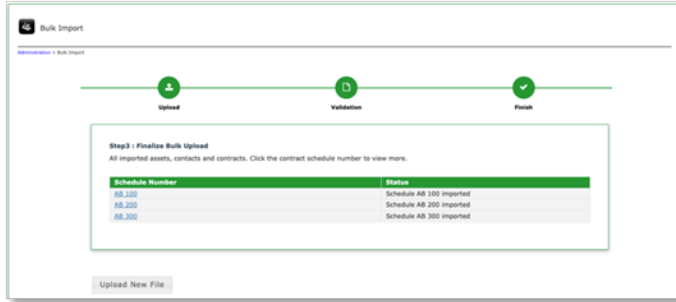 Bulk Import
Administration > Bulk Import
Upload
Validation
Finish
Step3 : Finalize Bulk Upload
All imported assets, contacts and contracts. Click the contract schedule number to view more.
Schedule Number Status
AB 100 Schedule AB 100 imported
AB 200 Schedule AB 200 imported
AB 300 Schedule AB 300 imported
Upload New File